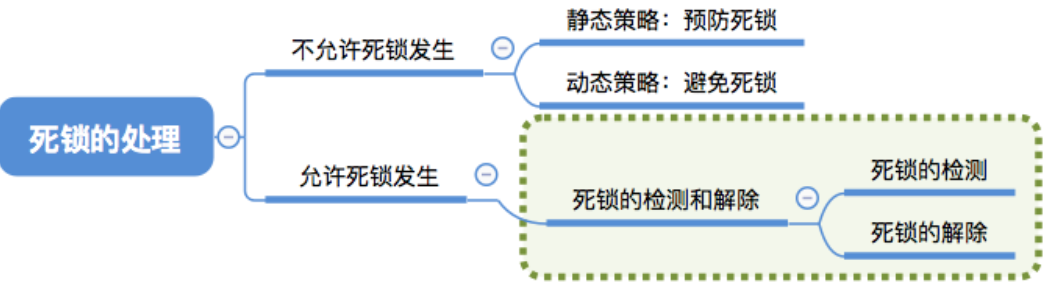 死锁的处理
不允许死锁发生
静态策略：预防死锁
动态策略：避免死锁
允许死锁发生
死锁的检测和解除
死锁的检测
死锁的解除